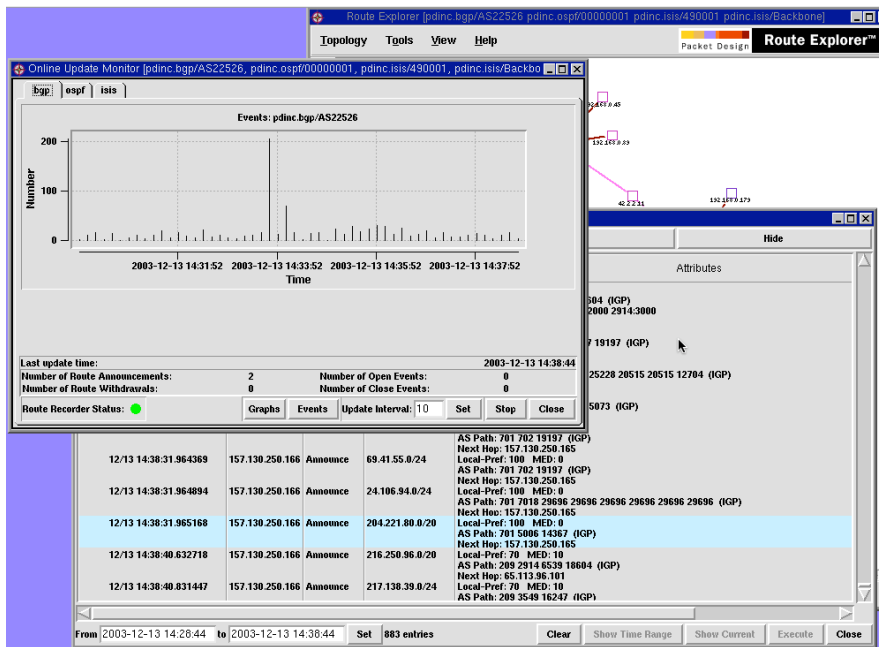 Route Explorer [pdinc.bgp/AS22526 pdinc.ospf/00000001 pdinc.isis/490001 pdinc.isis/Backbone]
Topology Tools View Help
Packet Design Route Explorer™
Online Update Monitor [pdinc.bgp/AS22526, pdinc.ospf/00000001, pdinc.isis/490001, pdinc.isis/Backbo
bgp ospf isis
Events: pdinc.bgp/AS22526
200
100
0
Number
2003-12-13 14:31:52 2003-12-13 14:33:52 2003-12-13 14:35:52 2003-12-13 14:37:52
Time
Last update time: 2003-12-13 14:38:44
Number of Route Announcements: 2 Number of Open Events: 0
Number of Route Withdrawals: 0 Number of Close Events: 0
Route Recorder Status: Graphs Events Update Interval: 10 Set Stop Close
192.168.0.45
192.168.0.89
42.2.2.11
192.168.0.179
Hide
Attributes
604 (IGP)
2000 2914:3000
7 19197 (IGP)
25228 20515 20515 12704 (IGP)
5073 (IGP)
AS Path: 701 702 19197 (IGP)
Next Hop: 157.130.250.165
12/13 14:38:31.964369 157.130.250.166 Announce 69.41.55.0/24 Local-Pref: 100 MED: 0
AS Path: 701 702 19197 (IGP)
Next Hop: 157.130.250.165
12/13 14:38:31.964894 157.130.250.166 Announce 24.106.94.0/24 Local-Pref: 100 MED: 0
AS Path: 701 7018 29696 29696 29696 29696 29696 29696 (IGP)
Next Hop: 157.130.250.165
12/13 14:38:31.965168 157.130.250.166 Announce 204.221.80.0/20 Local-Pref: 100 MED: 0
AS Path: 701 5006 14367 (IGP)
Next Hop: 157.130.250.165
12/13 14:38:40.632718 157.130.250.166 Announce 216.250.96.0/20 Local-Pref: 70 MED: 10
AS Path: 209 2914 6539 18604 (IGP)
Next Hop: 65.113.96.101
12/13 14:38:40.831447 157.130.250.166 Announce 217.138.39.0/24 Local-Pref: 70 MED: 10
AS Path: 209 3549 16247 (IGP)
From 2003-12-13 14:28:44 to 2003-12-13 14:38:44 Set 883 entries Clear Show Time Range Show Current Execute Close